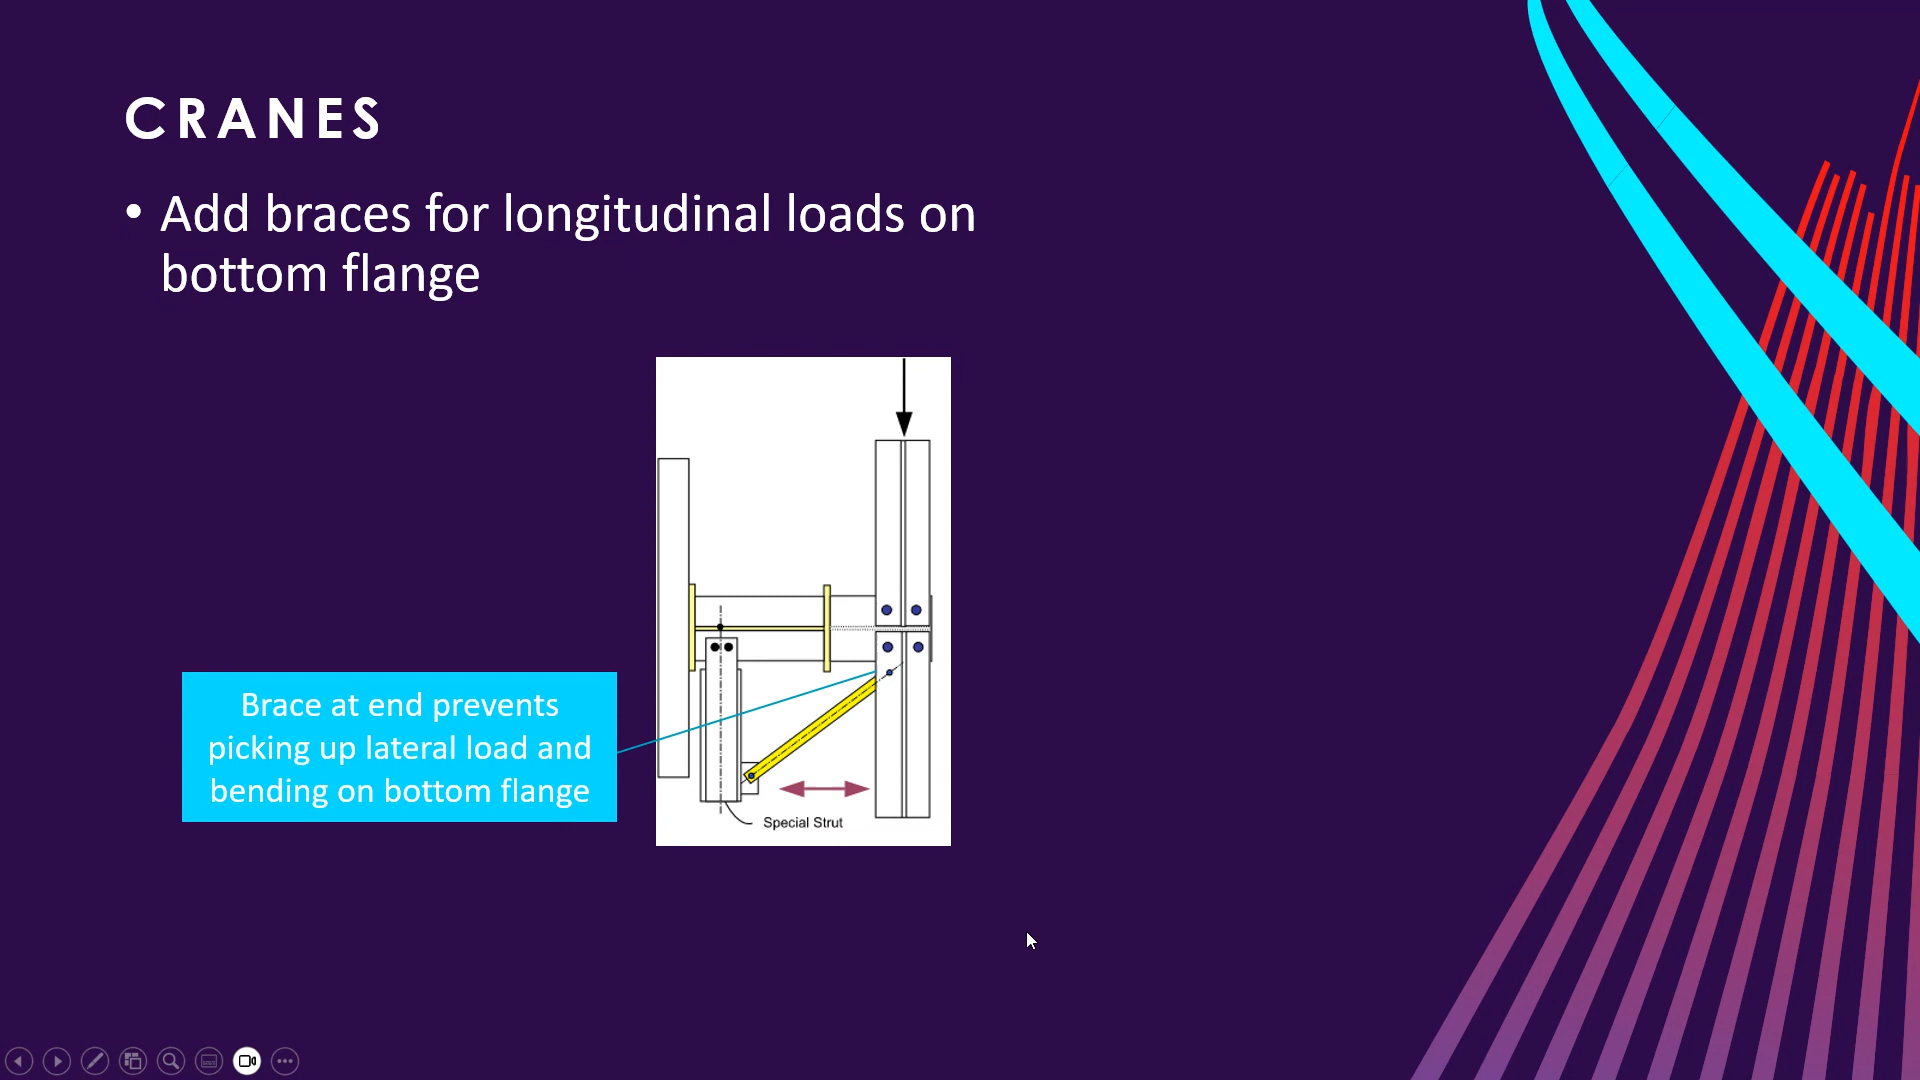 CRANES
• Add braces for longitudinal loads on
bottom flange
Brace at end prevents
picking up lateral load and
bending on bottom flange
Special Strut